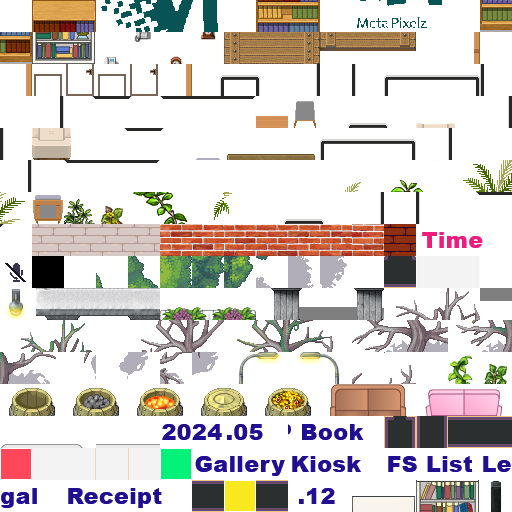 Meta Pixelz
Time
2024.05 Book
Gallery Kiosk FS List Le
gal Receipt .12